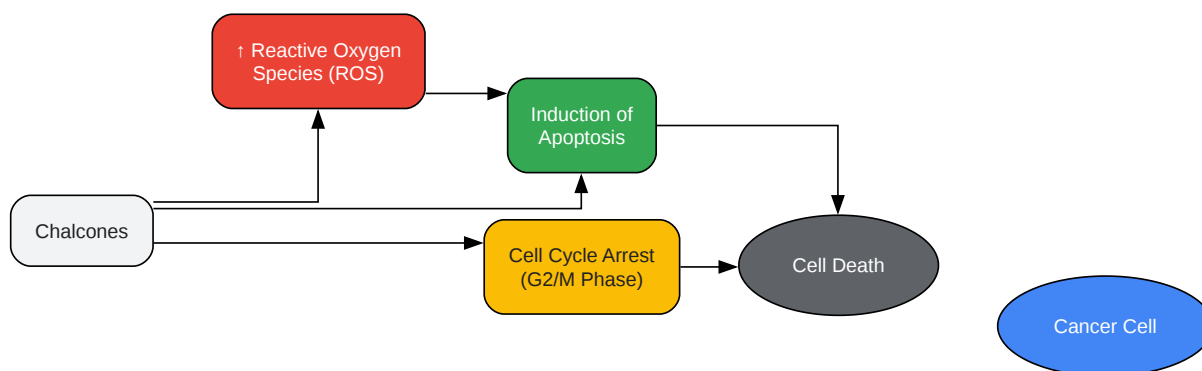 ↑ Reactive Oxygen
Species (ROS)
Induction of
Apoptosis
Chalcones
Cell Cycle Arrest
(G2/M Phase)
Cell Death
Cancer Cell